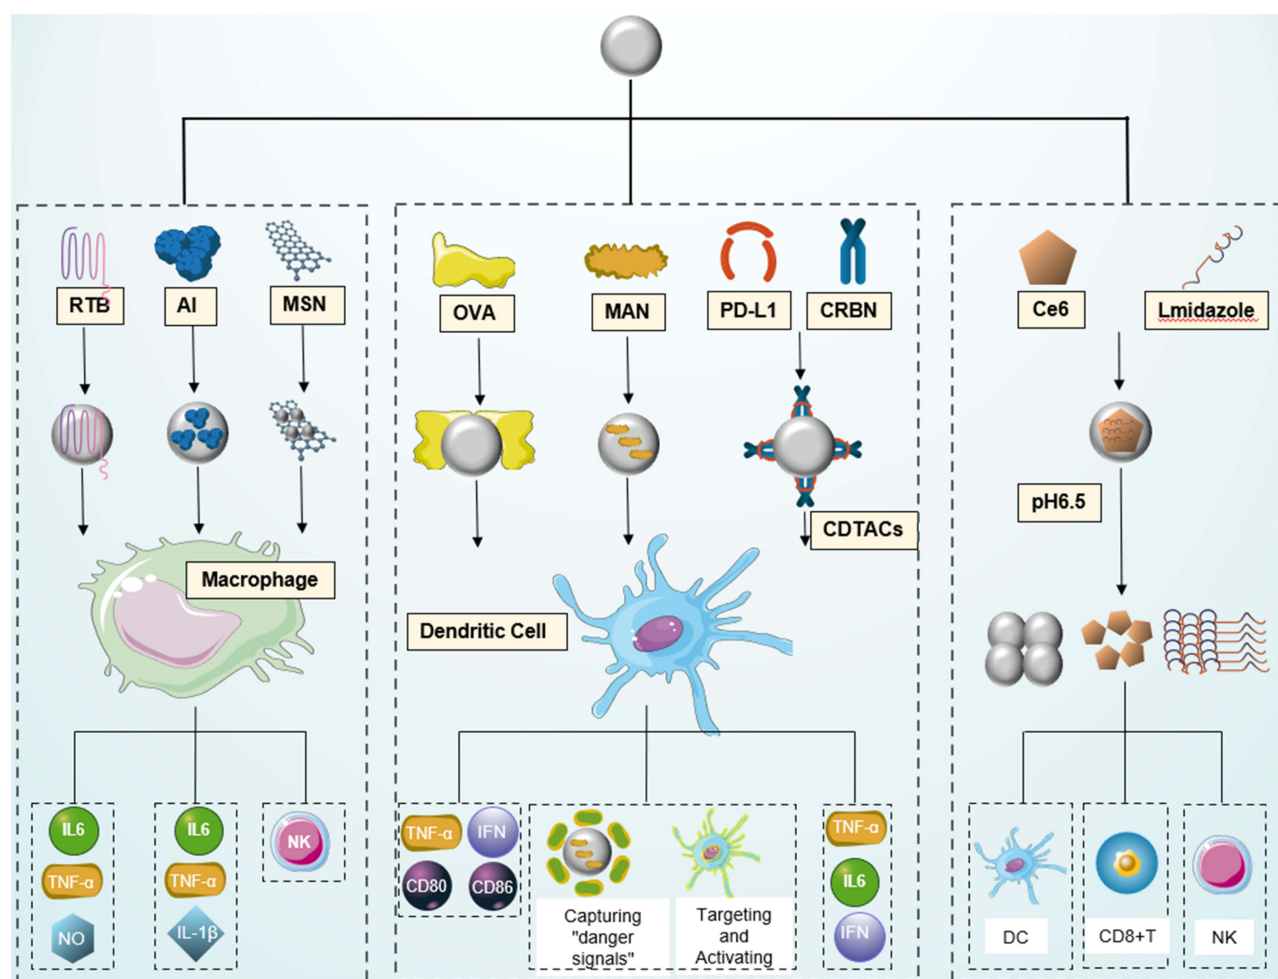 RTB
AI
MSN
OVA
MAN
PD-L1
CRBN
Ce6
Lmidazole
pH6.5
CDTACs
Macrophage
Dendritic Cell
IL6
TNF-α
NO
IL6
TNF-α
IL-1β
NK
TNF-α
IFN
CD80
CD86
Capturing
"danger
signals"
Targeting
and
Activating
TNF-α
IL6
IFN
DC
CD8+T
NK